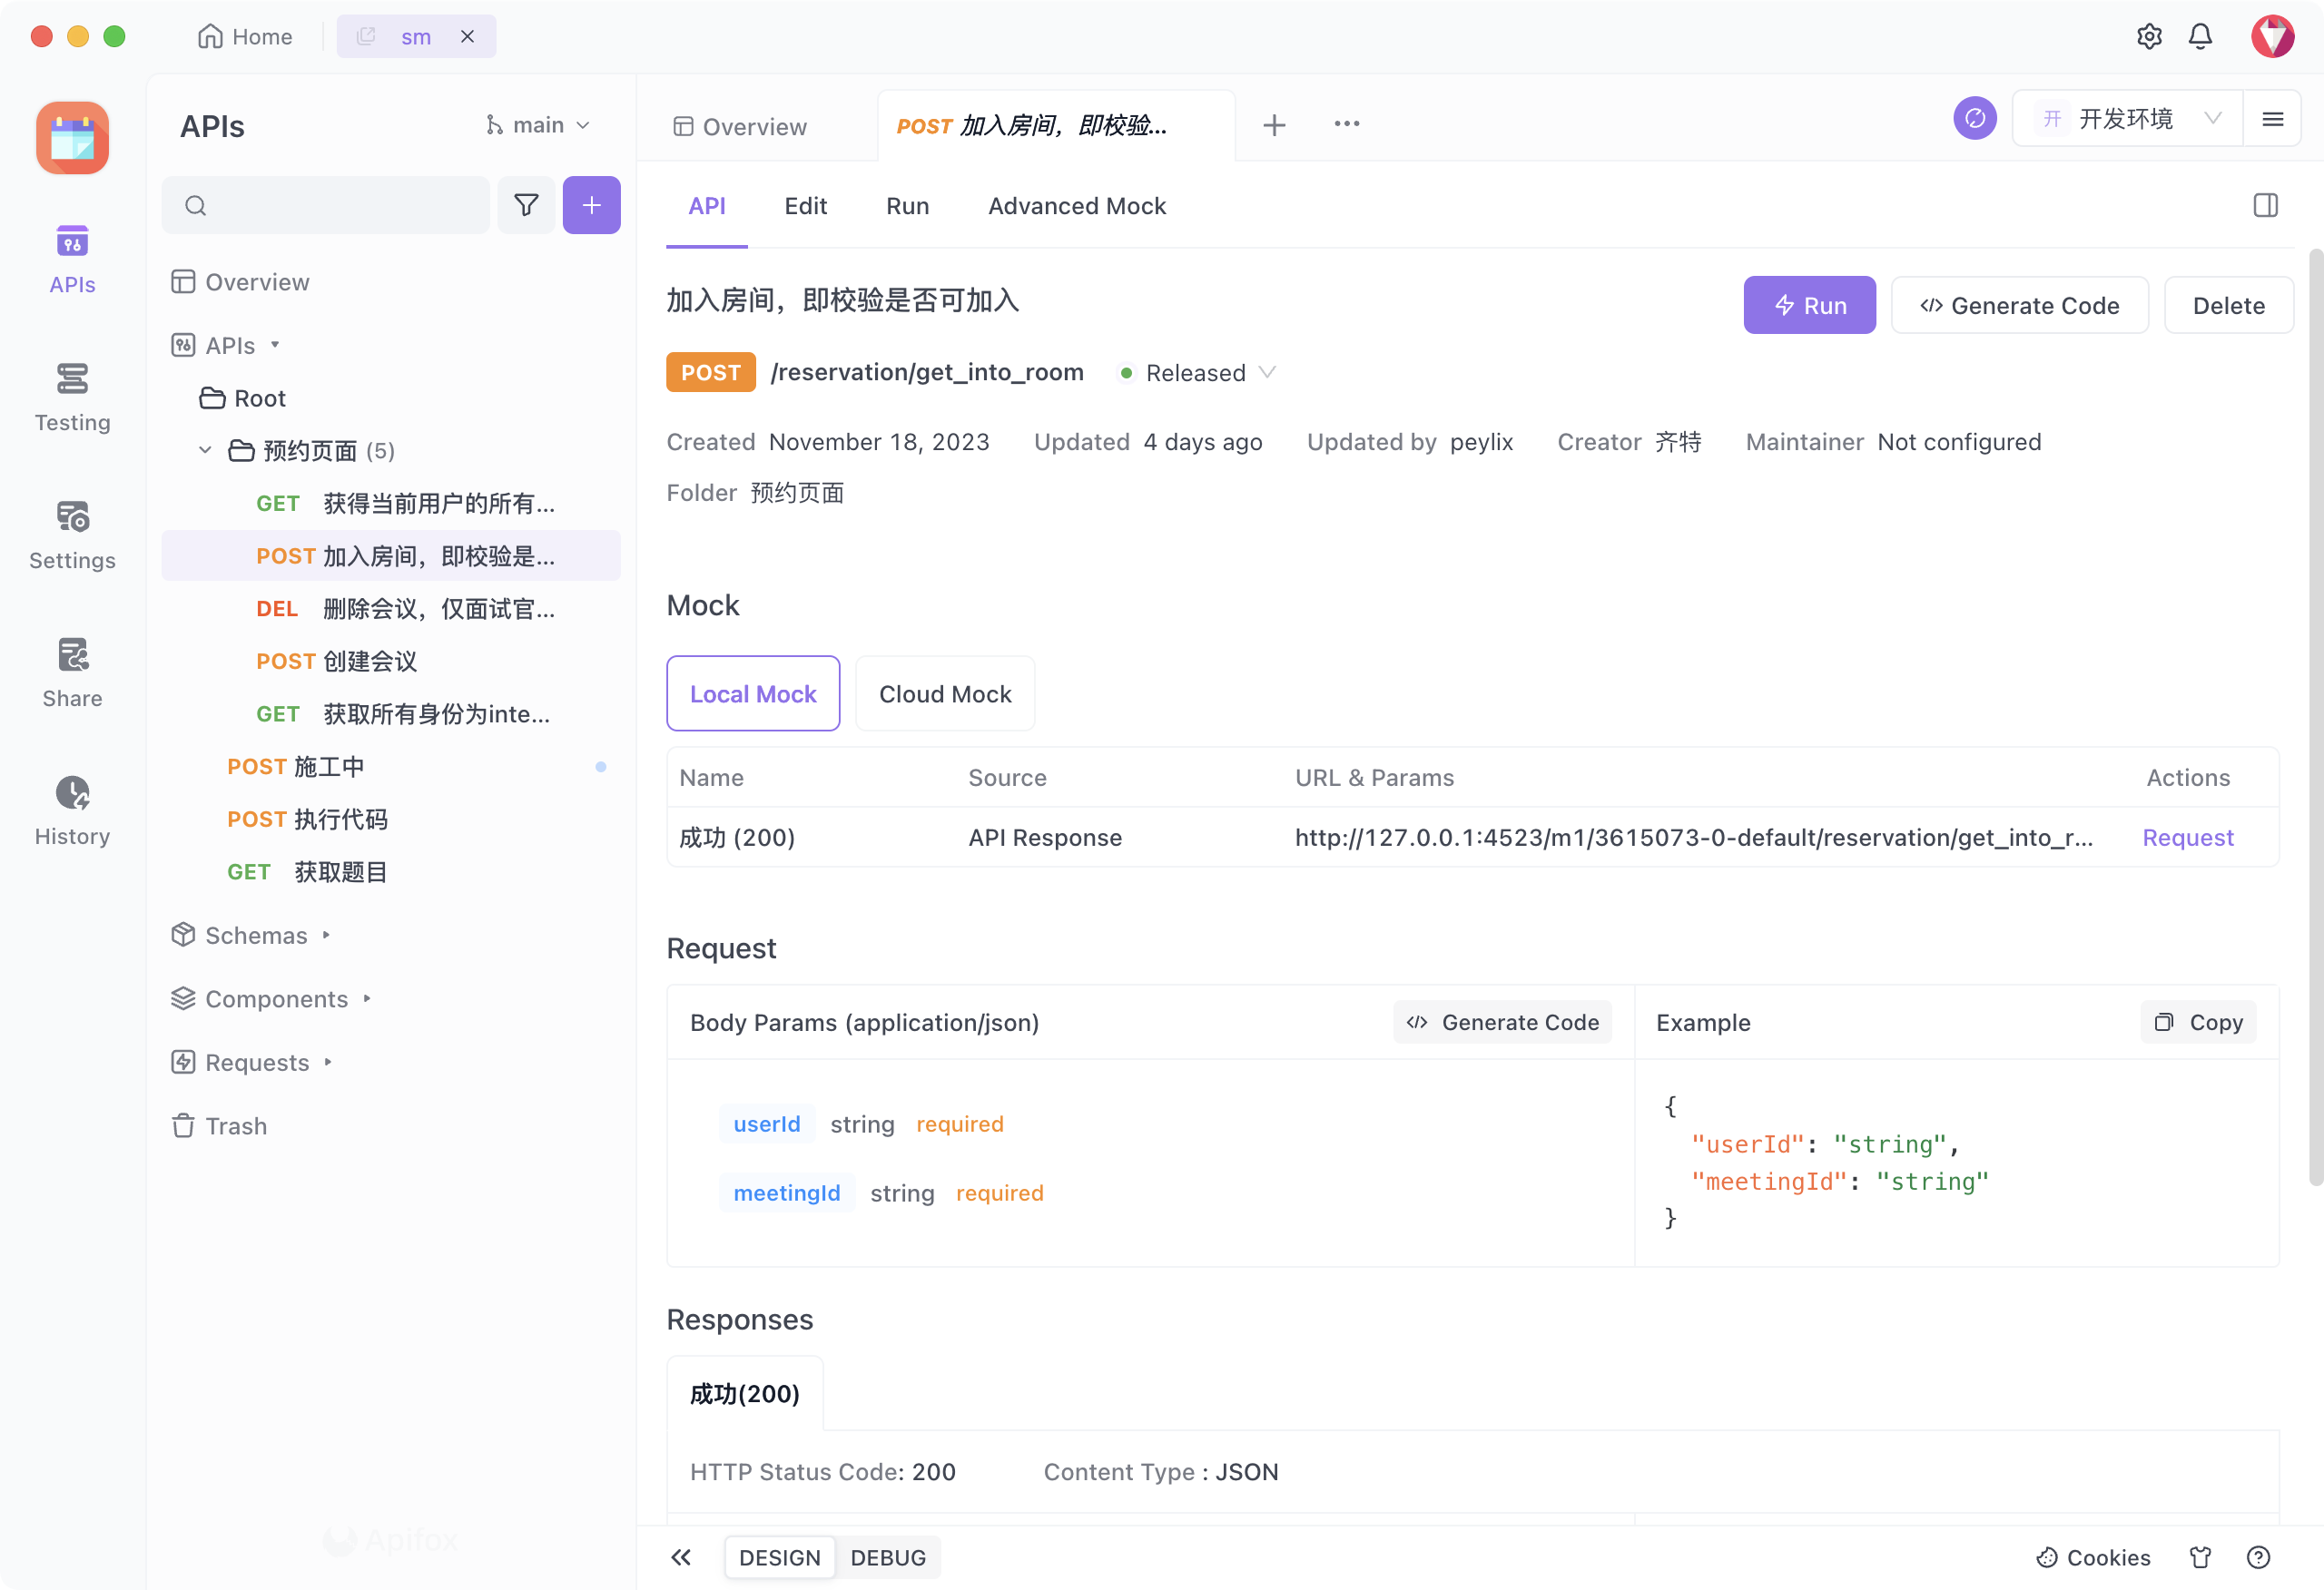 Home
sm
APIs
Testing
Settings
Share
History
APIs
main
Overview
APIs
Root
预约页面 (5)
GET 获得当前用户的所有...
POST 加入房间，即校验是...
DEL 删除会议，仅面试官...
POST 创建会议
GET 获取所有身份为inte...
POST 施工中
POST 执行代码
GET 获取题目
Schemas
Components
Requests
Trash
Apifox
Overview
POST 加入房间，即校验...
开 开发环境
API Edit Run Advanced Mock
加入房间，即校验是否可加入
Run Generate Code Delete
POST /reservation/get_into_room Released
Created November 18, 2023 Updated 4 days ago Updated by peylix Creator 齐特 Maintainer Not configured
Folder 预约页面
Mock
Local Mock Cloud Mock
Name Source URL & Params Actions
成功 (200) API Response http://127.0.0.1:4523/m1/3615073-0-default/reservation/get_into_r... Request
Request
Body Params (application/json) Generate Code
userId string required
meetingId string required
Example Copy
{
"userId": "string",
"meetingId": "string"
}
Responses
成功(200)
HTTP Status Code: 200 Content Type : JSON
DESIGN DEBUG
Cookies